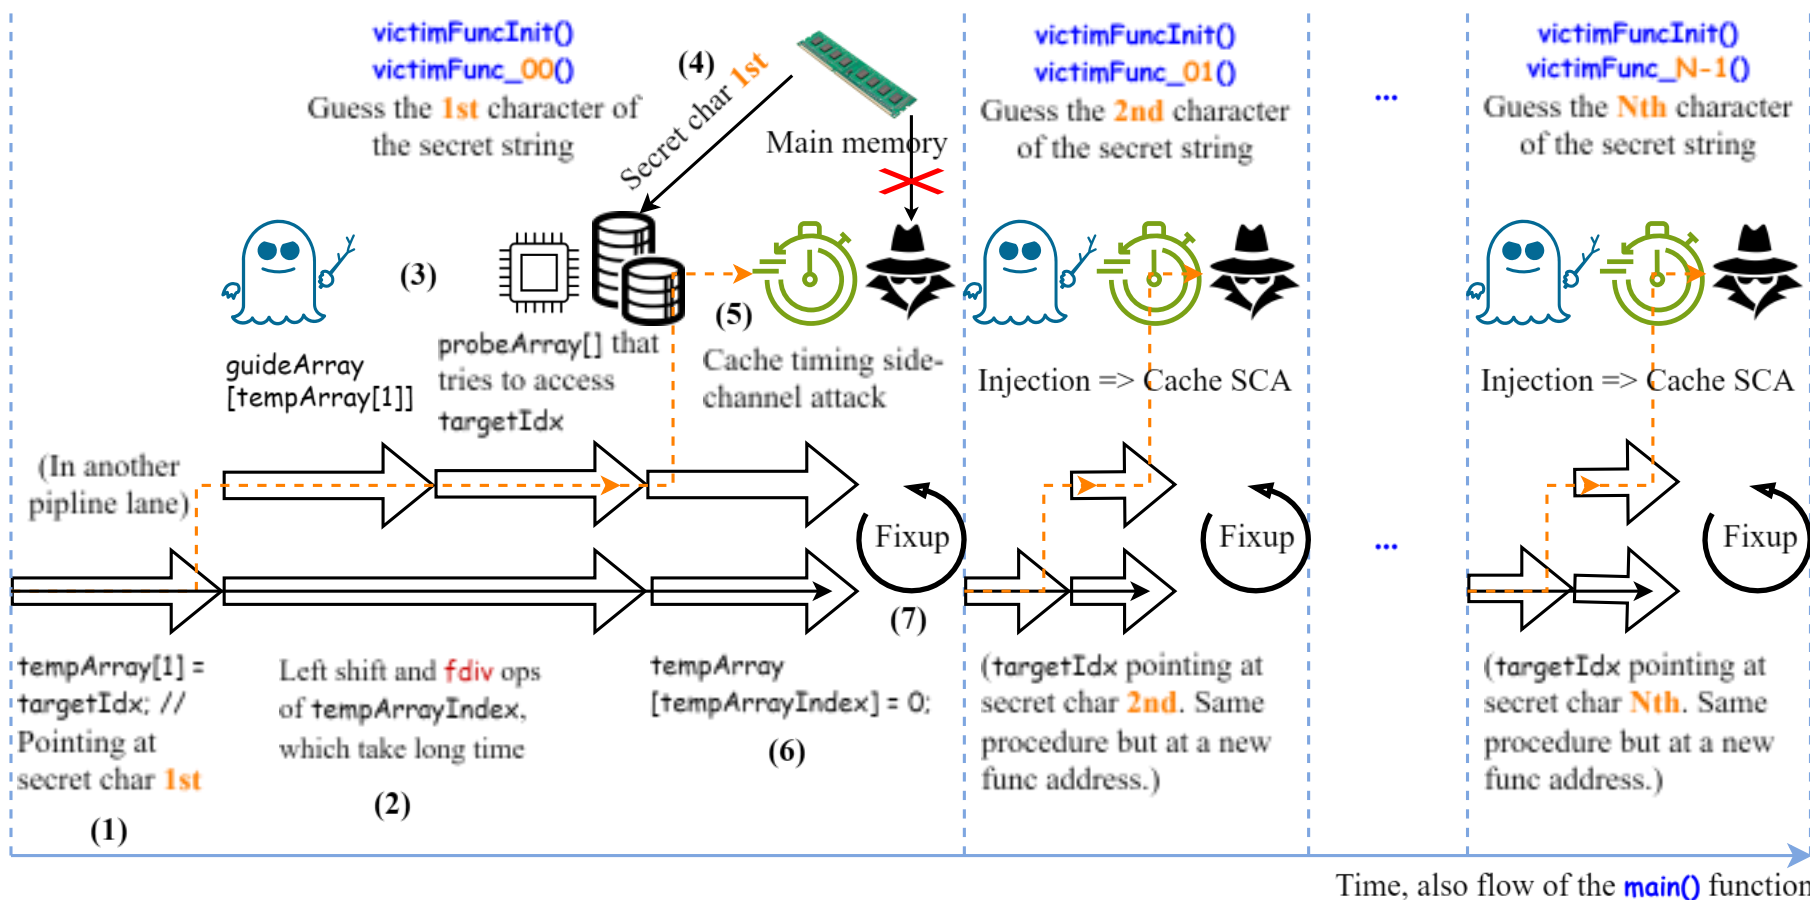 victimFuncInit()
victimFunc_00()
Guess the 1st character of
the secret string
(4)
Secret char 1st
Main memory
(3)
(5)
guideArray
[tempArray[1]]
probeArray[] that
tries to access
targetIdx
Cache timing side-
channel attack
(In another
pipline lane)
Fixup
(7)
tempArray[1] =
targetIdx; //
Pointing at
secret char 1st
(1)
Left shift and fdiv ops
of tempArrayIndex,
which take long time
(2)
tempArray
[tempArrayIndex] = 0;
(6)
victimFuncInit()
victimFunc_01()
Guess the 2nd character
of the secret string
Injection => Cache SCA
Fixup
(targetIdx pointing at
secret char 2nd. Same
procedure but at a new
func address.)
...
...
victimFuncInit()
victimFunc_N-1()
Guess the Nth character
of the secret string
Injection => Cache SCA
Fixup
(targetIdx pointing at
secret char Nth. Same
procedure but at a new
func address.)
Time, also flow of the main() function